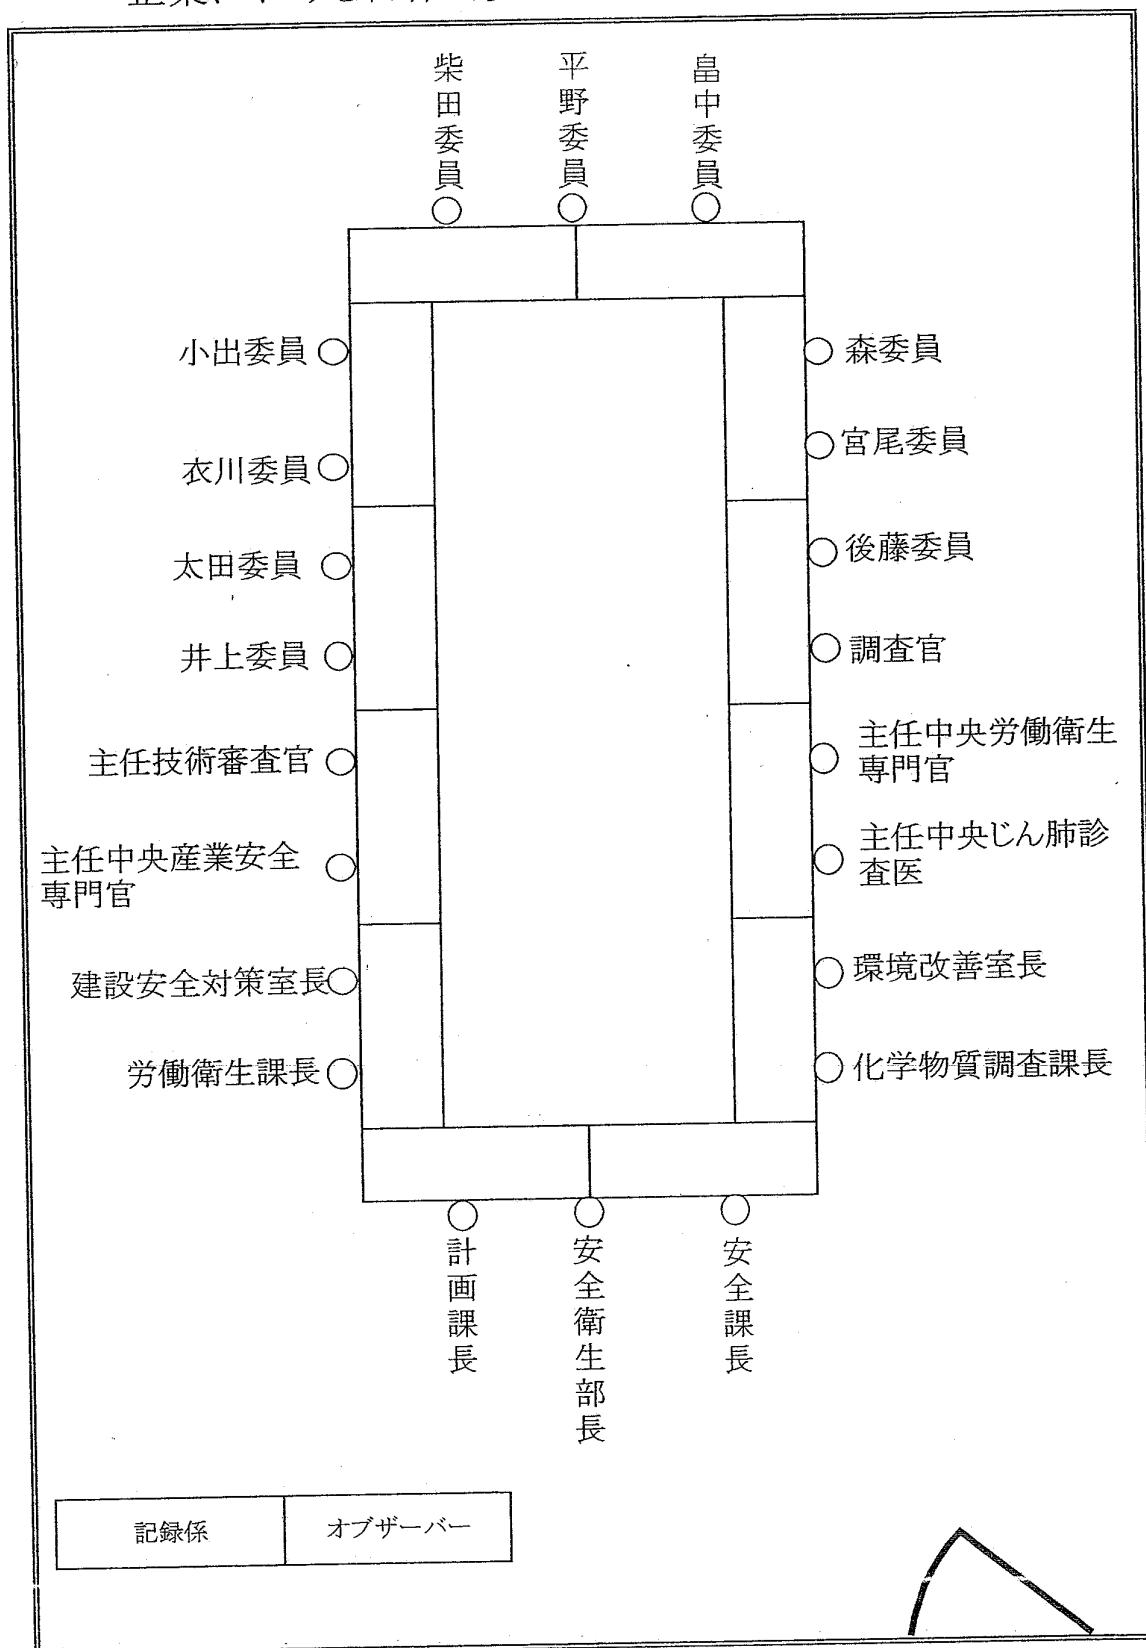 柴田委員
平野委員
畠中委員
小出委員
森委員
衣川委員
宮尾委員
太田委員
後藤委員
井上委員
調査官
主任技術審査官
主任中央労働衛生
専門官
主任中央産業安全
専門官
主任中央じん肺診
査医
建設安全対策室長
環境改善室長
労働衛生課長
化学物質調査課長
計画課長
安全衛生部長
安全課長
記録係
オブザーバー